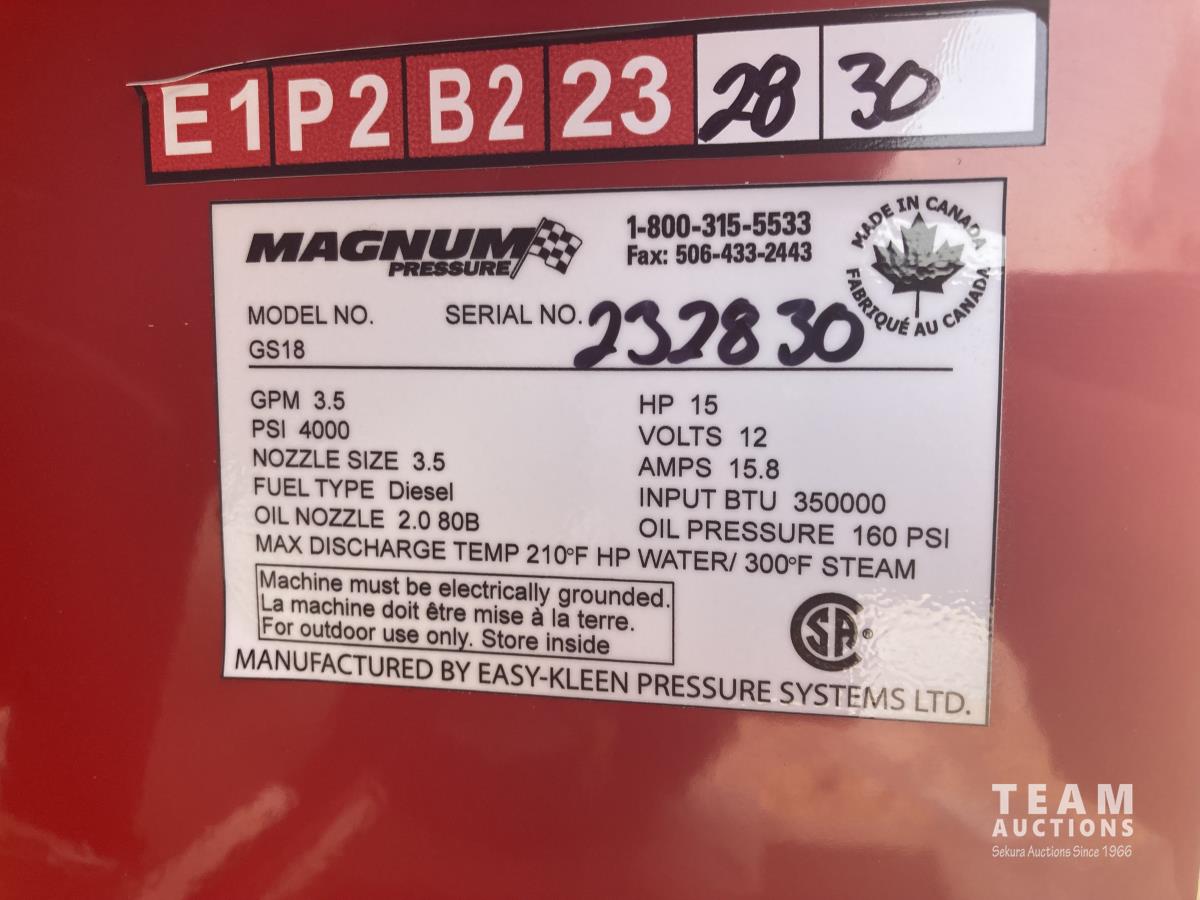 E1 P2 B2 23 28 30
MAGNUM
PRESSURE
1-800-315-5533
Fax: 506-433-2443
MADE IN CANADA
FABRIQUÉ AU CANADA
MODEL NO. SERIAL NO. 232830
GS18
GPM 3.5 HP 15
PSI 4000 VOLTS 12
NOZZLE SIZE 3.5 AMPS 15.8
FUEL TYPE Diesel INPUT BTU 350000
OIL NOZZLE 2.0 80B OIL PRESSURE 160 PSI
MAX DISCHARGE TEMP 210°F HP WATER/ 300°F STEAM
Machine must be electrically grounded.
La machine doit être mise à la terre.
For outdoor use only. Store inside
SA®
MANUFACTURED BY EASY-KLEEN PRESSURE SYSTEMS LTD.
TEAM
AUCTIONS
Sekura Auctions Since 1966